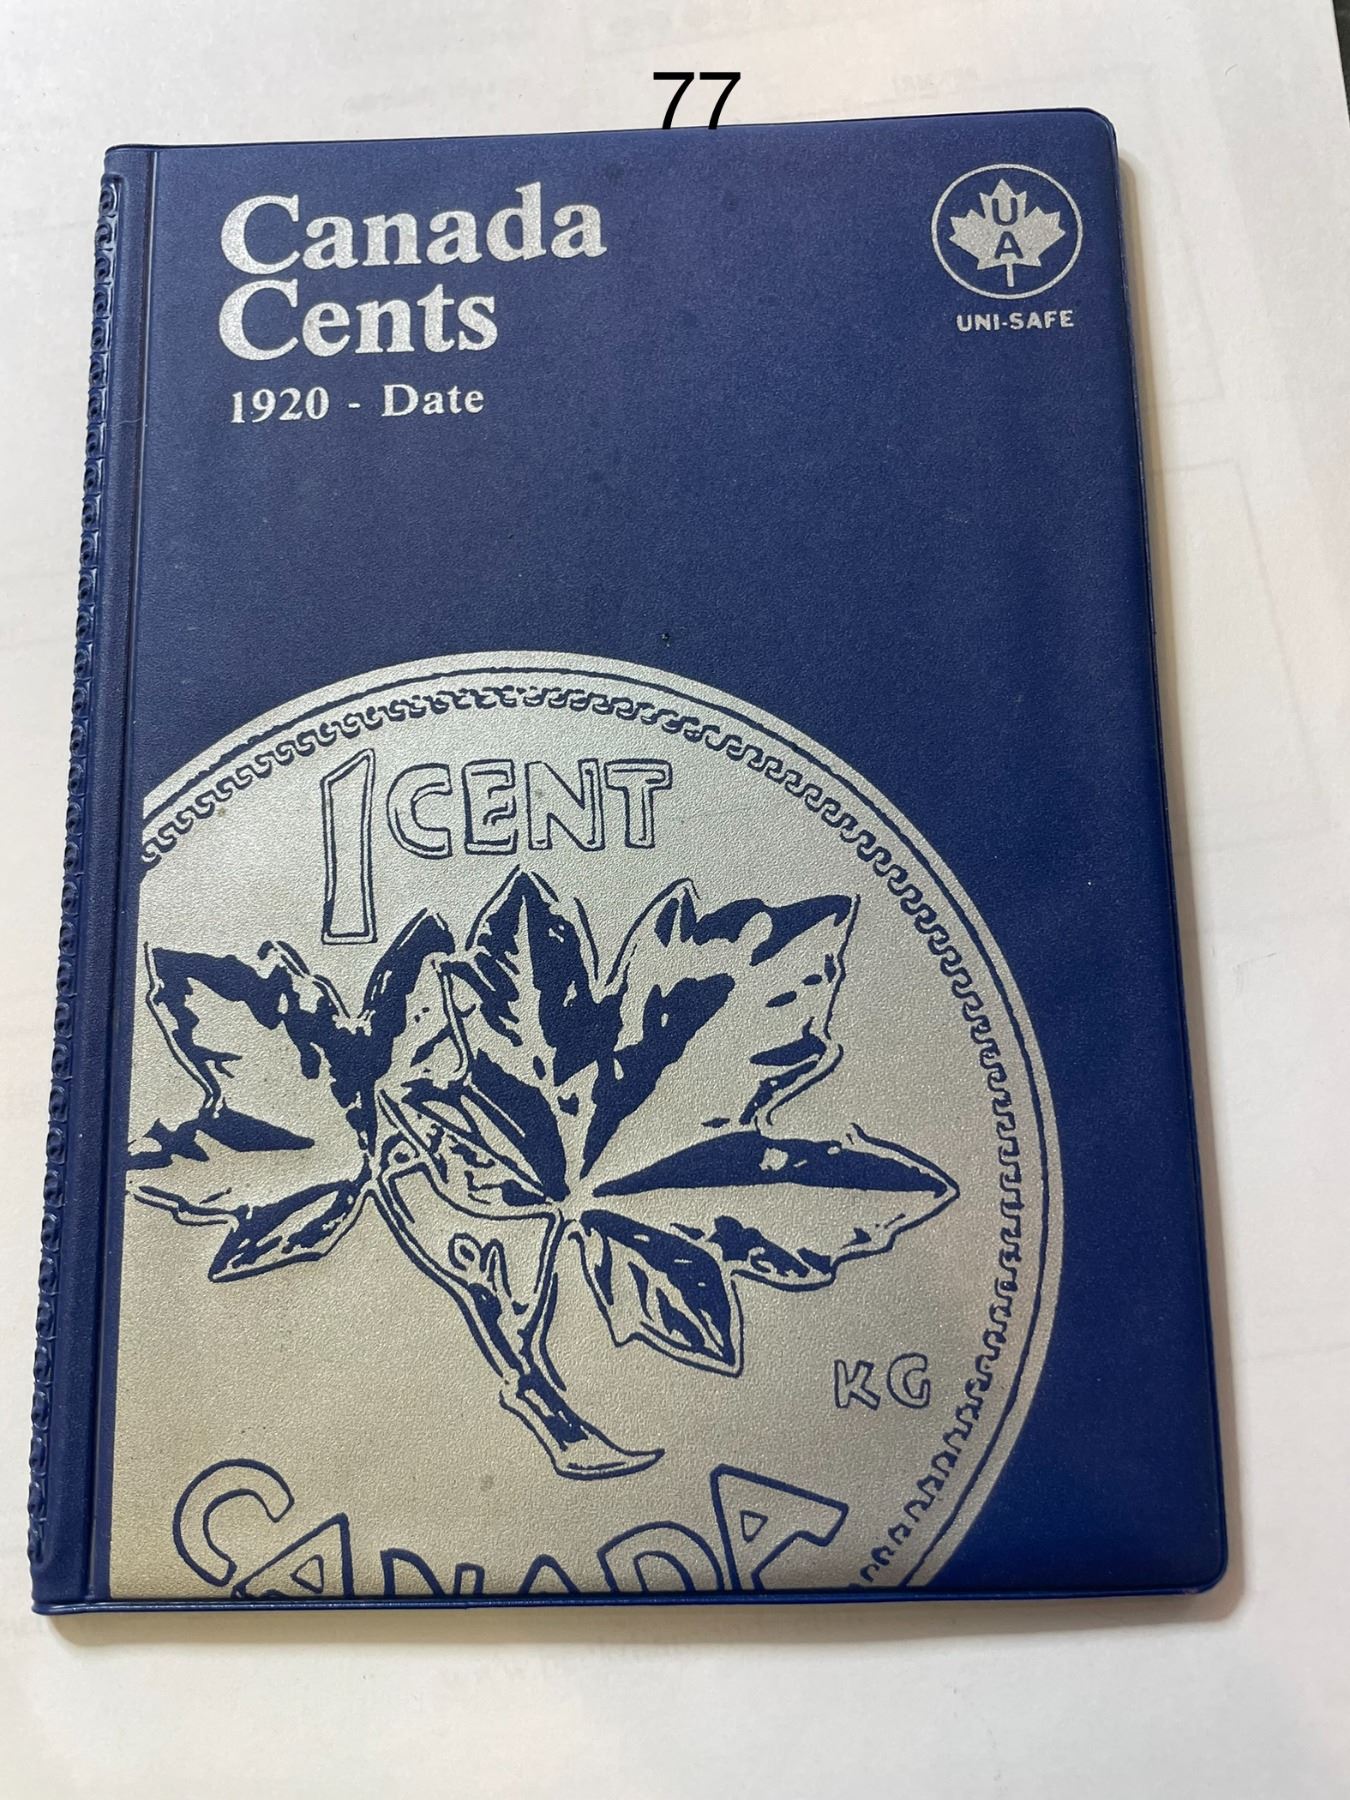 77
Canada
Cents
1920 - Date
U
A
UNI-SAFE
1 CENT
KG
CANADA